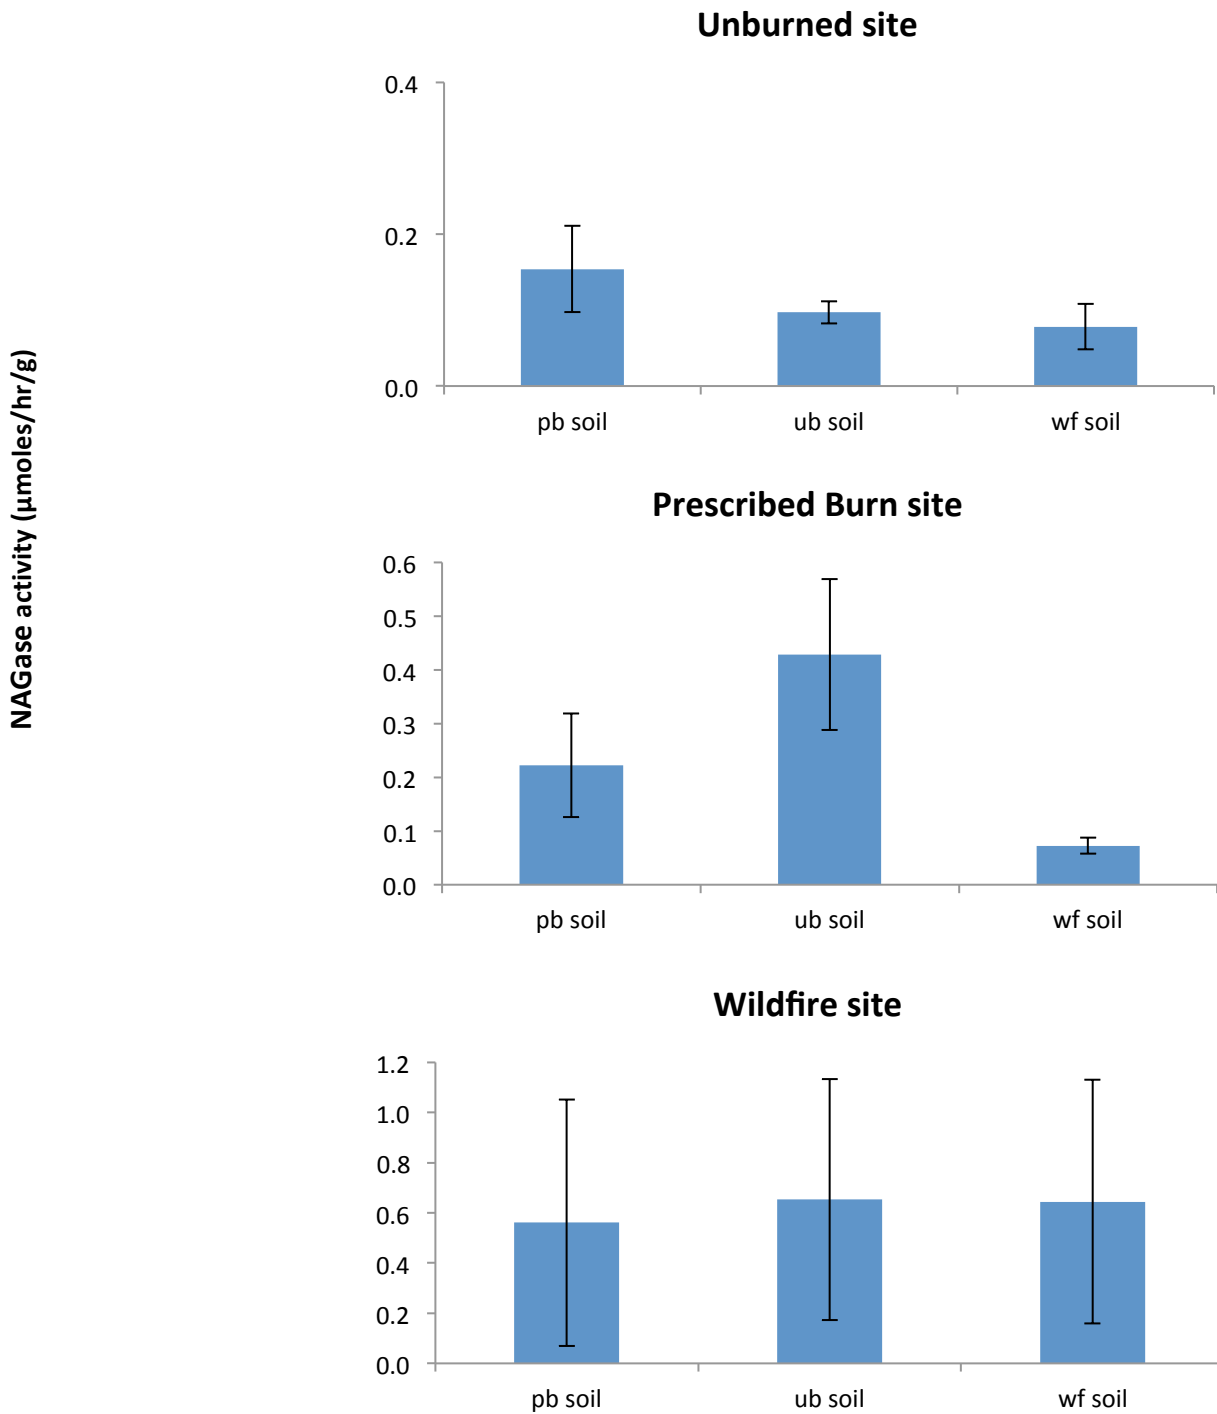 NAGase activity (μmoles/hr/g)
Unburned site
0.4
0.2
0.0
pb soil ub soil wf soil
Prescribed Burn site
0.6
0.5
0.4
0.3
0.2
0.1
0.0
pb soil ub soil wf soil
Wildfire site
1.2
1.0
0.8
0.6
0.4
0.2
0.0
pb soil ub soil wf soil